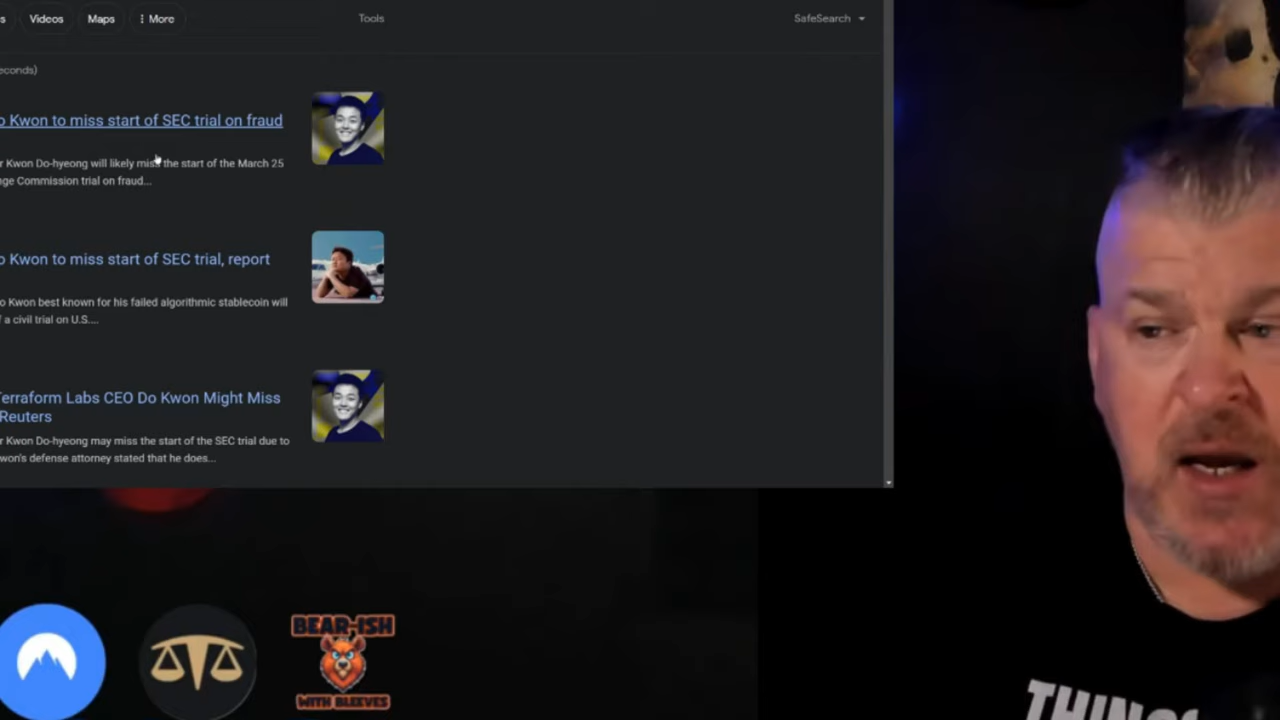 s Videos Maps More Tools SafeSearch
econds)
o Kwon to miss start of SEC trial on fraud
r Kwon Do-hyeong will likely miss the start of the March 25
nge Commission trial on fraud...
o Kwon to miss start of SEC trial, report
o Kwon best known for his failed algorithmic stablecoin will
f a civil trial on U.S....
Terraform Labs CEO Do Kwon Might Miss
Reuters
r Kwon Do-hyeong may miss the start of the SEC trial due to
won's defense attorney stated that he does...
BEAR-ISH
WITH SLEEVES
THINGS